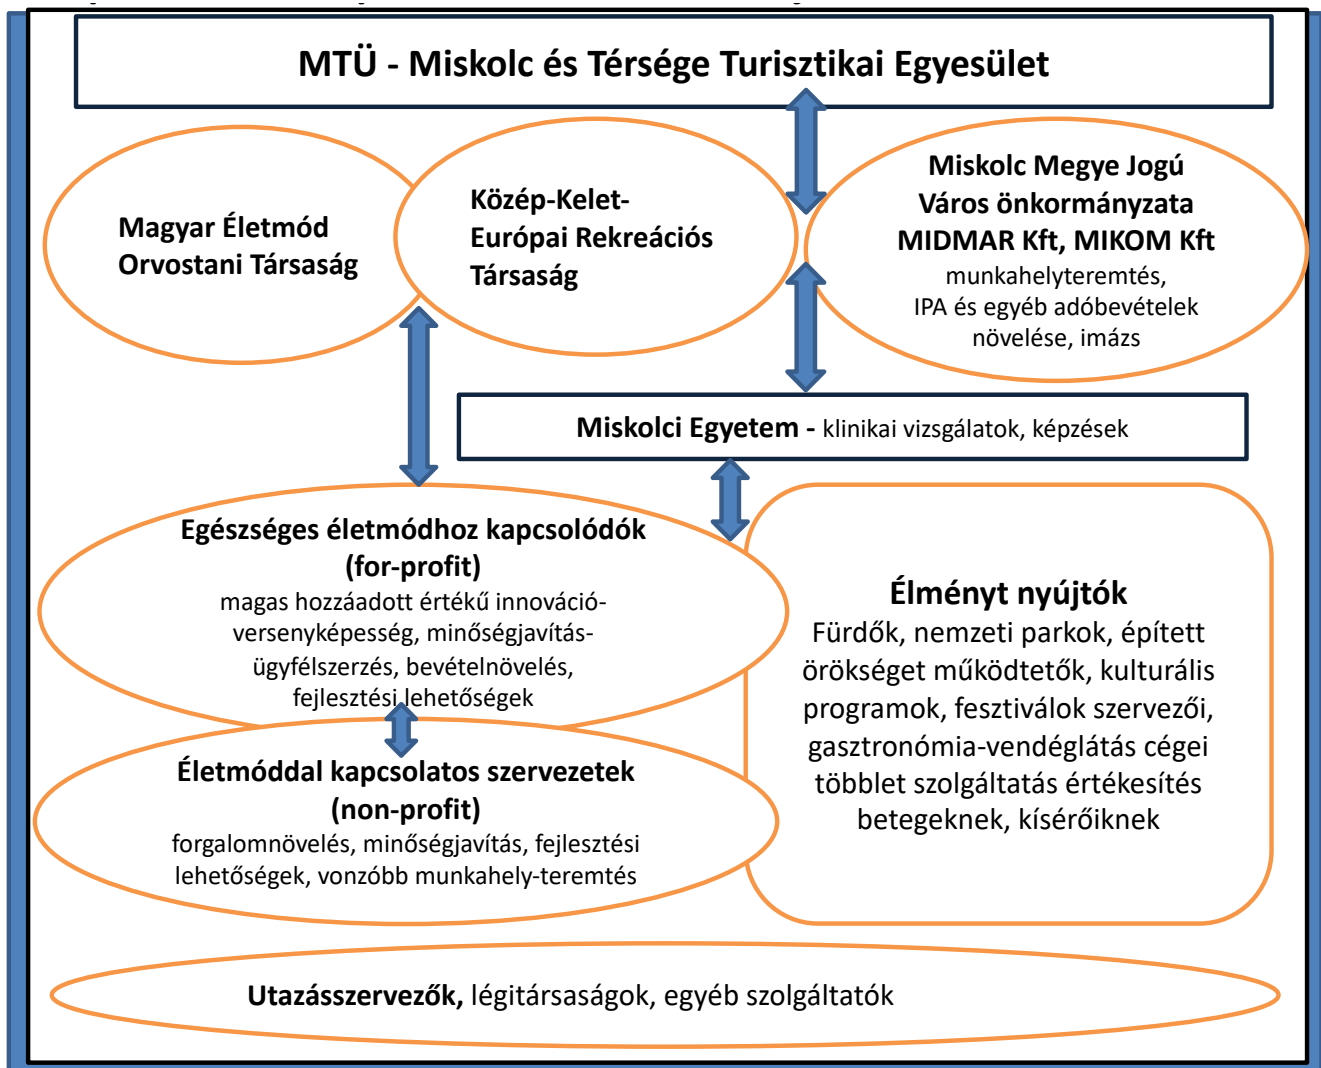 MTÜ - Miskolc és Térsége Turisztikai Egyesület
Magyar Életmód
Orvostani Társaság
Közép-Kelet-
Európai Rekreációs
Társaság
Miskolc Megye Jogú
Város önkormányzata
MIDMAR Kft, MIKOM Kft
munkahelyteremtés,
IPA és egyéb adóbevételek
növelése, imázs
Miskolci Egyetem - klinikai vizsgálatok, képzések
Egészséges életmódhoz kapcsolódók
(for-profit)
magas hozzáadott értékű innováció-
versenyképesség, minőségjavítás-
ügyfélszerzés, bevételnövelés,
fejlesztési lehetőségek
Életmóddal kapcsolatos szervezetek
(non-profit)
forgalomnövelés, minőségjavítás, fejlesztési
lehetőségek, vonzóbb munkahely-teremtés
Élményt nyújtók
Fürdők, nemzeti parkok, épített
örökséget működtetők, kulturális
programok, fesztiválok szervezői,
gasztronómia-vendéglátás cégei
többlet szolgáltatás értékesítés
betegeknek, kísérőiknek
Utazásszervezők, légitársaságok, egyéb szolgáltatók